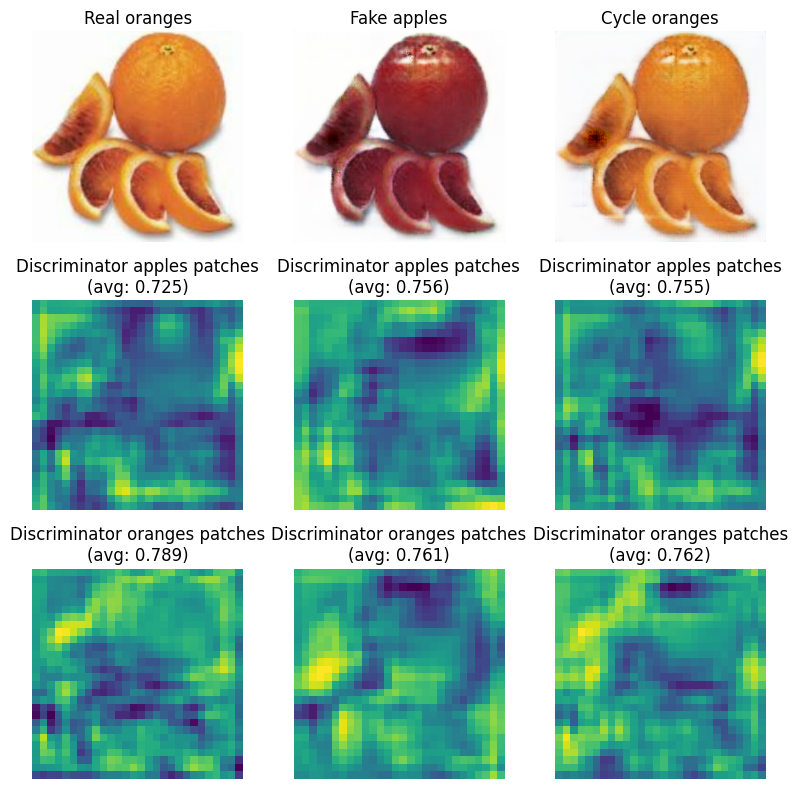 Real oranges
Fake apples
Cycle oranges
Discriminator apples patches
(avg: 0.725)
Discriminator apples patches
(avg: 0.756)
Discriminator apples patches
(avg: 0.755)
Discriminator oranges patches
(avg: 0.789)
Discriminator oranges patches
(avg: 0.761)
Discriminator oranges patches
(avg: 0.762)